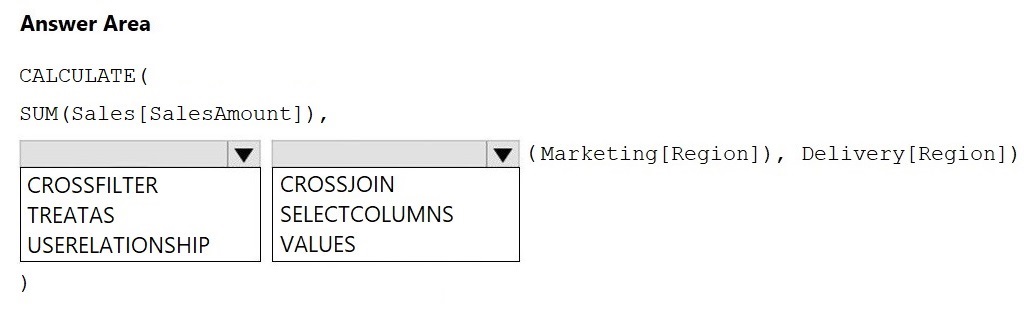 Answer Area
CALCULATE(
SUM(Sales[SalesAmount]),
(Marketing[Region]), Delivery[Region])
CROSSFILTER CROSSJOIN
TREATAS SELECTCOLUMNS
USERELATIONSHIP VALUES
)